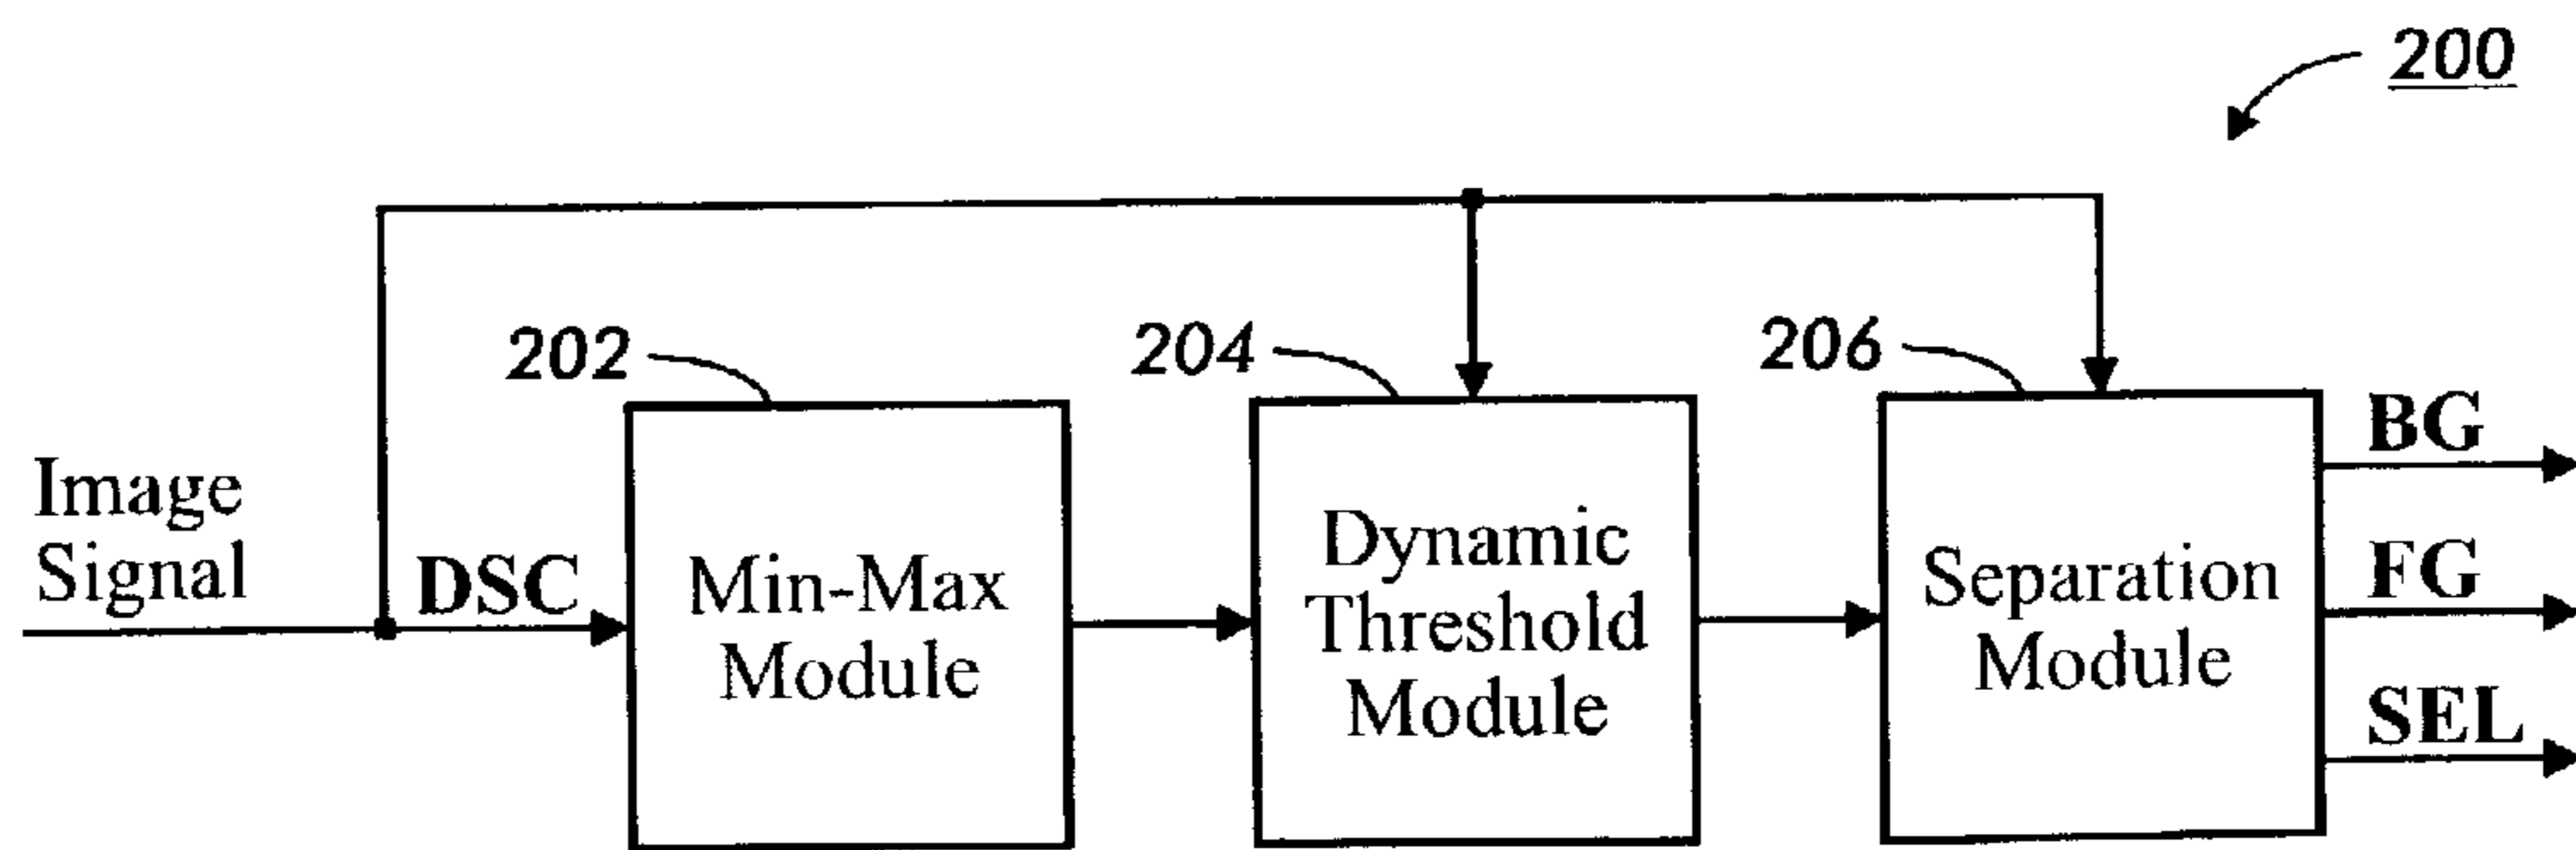 200
202
204
206
Image
Signal
DSC
Min-Max
Module
Dynamic
Threshold
Module
Separation
Module
BG
FG
SEL